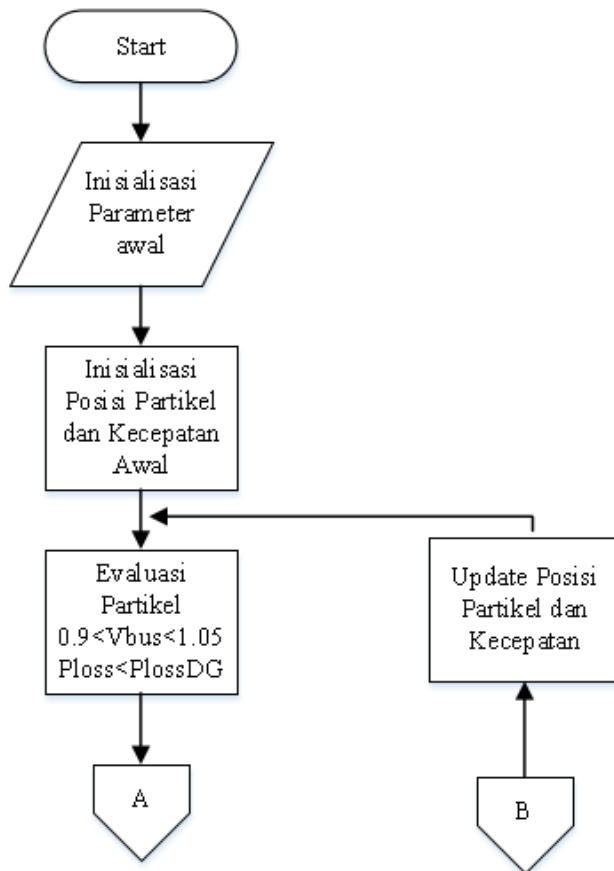 Start
Inisialisasi
Parameter
awal
Inisialisasi
Posisi Partikel
dan Kecepatan
Awal
Evaluasi
Partikel
0.9<Vbus<1.05
Ploss<PlossDG
A
Update Posisi
Partikel dan
Kecepatan
B